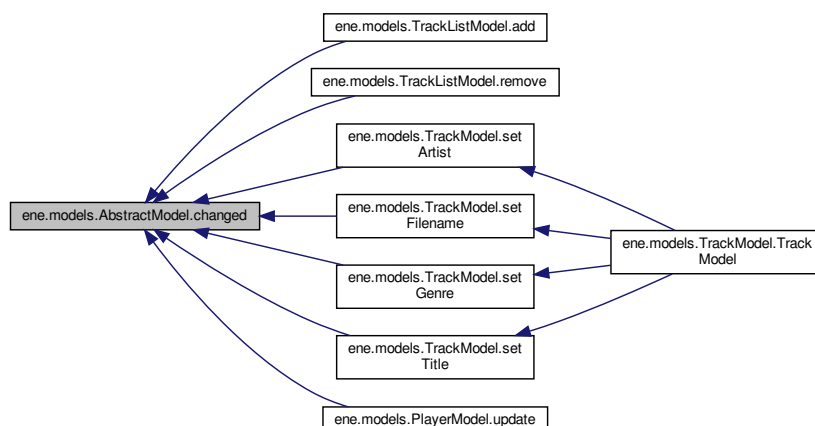 ene.models.TrackListModel.add
ene.models.TrackListModel.remove
ene.models.TrackModel.set
Artist
ene.models.AbstractModel.changed
ene.models.TrackModel.set
Filename
ene.models.TrackModel.Track
Model
ene.models.TrackModel.set
Genre
ene.models.TrackModel.set
Title
ene.models.PlayerModel.update